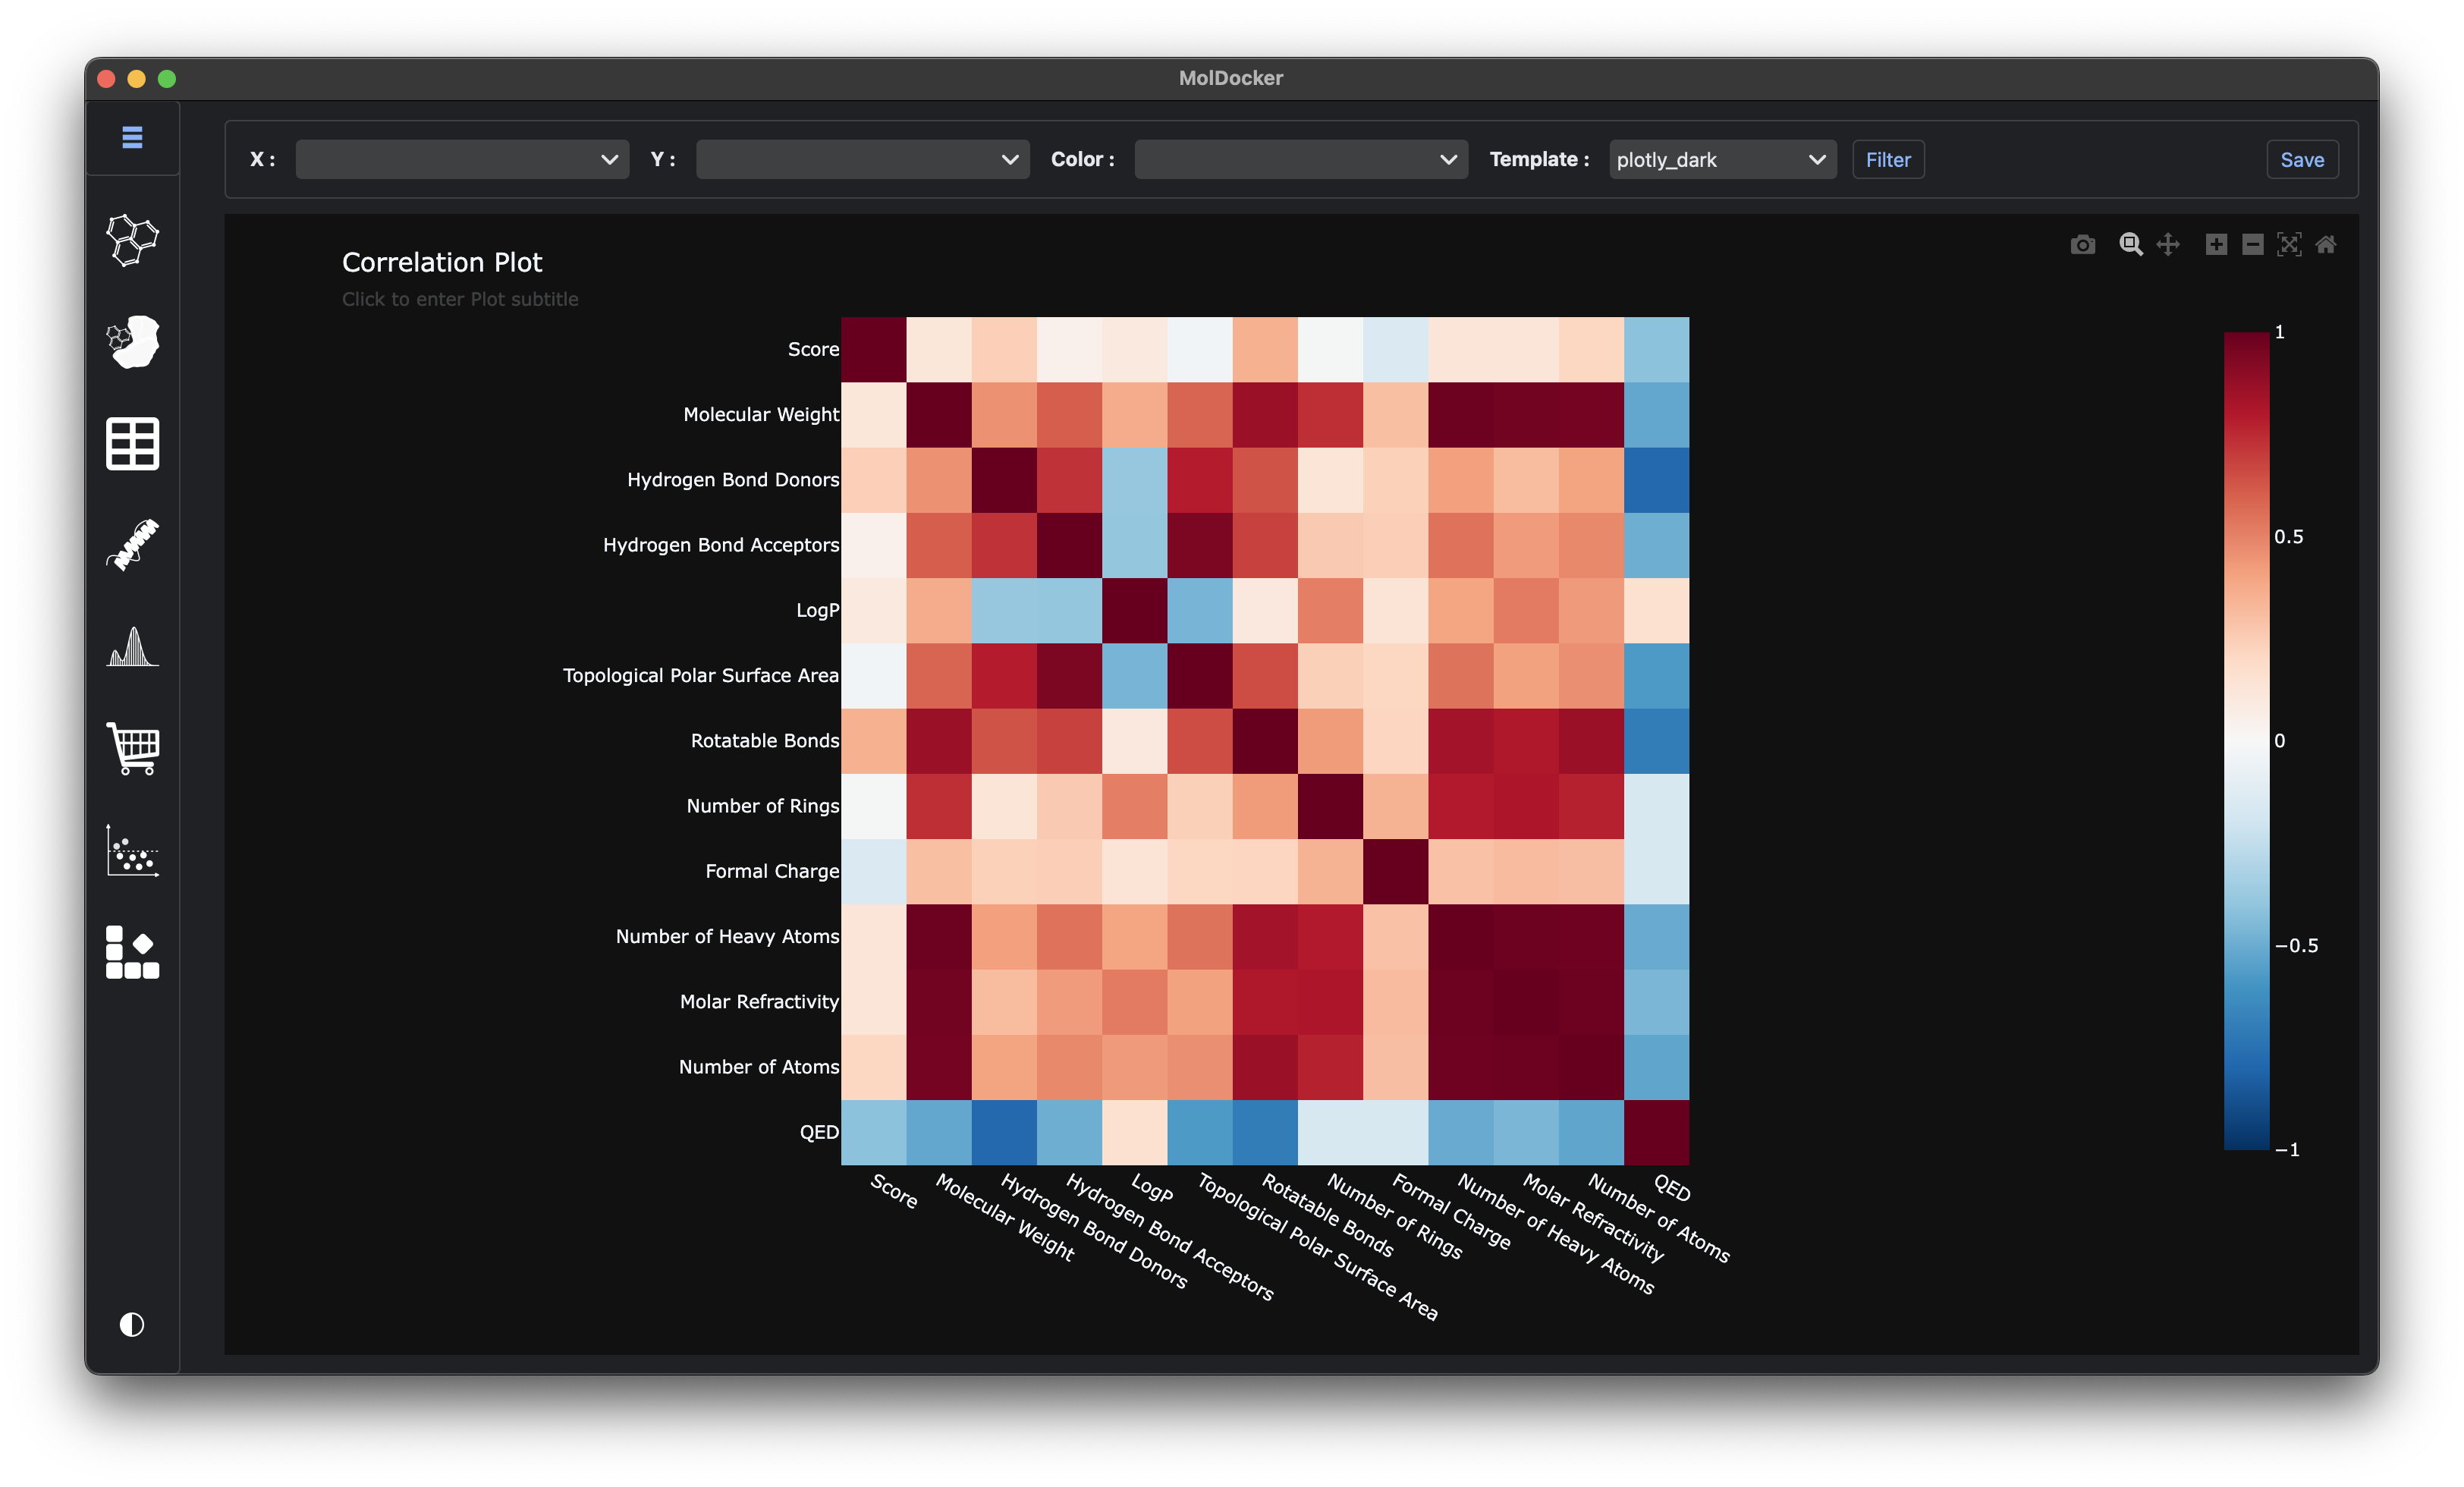 MolDocker
X :
Y :
Color :
Template :
plotly_dark
Filter
Save
Correlation Plot
Click to enter Plot subtitle
Score
Molecular Weight
Hydrogen Bond Donors
Hydrogen Bond Acceptors
LogP
Topological Polar Surface Area
Rotatable Bonds
Number of Rings
Formal Charge
Number of Heavy Atoms
Molar Refractivity
Number of Atoms
QED
Score
Molecular Weight
Hydrogen Bond Donors
Hydrogen Bond Acceptors
LogP
Topological Polar Surface Area
Rotatable Bonds
Number of Rings
Formal Charge
Number of Heavy Atoms
Molar Refractivity
Number of Atoms
QED
1
0.5
0
−0.5
−1